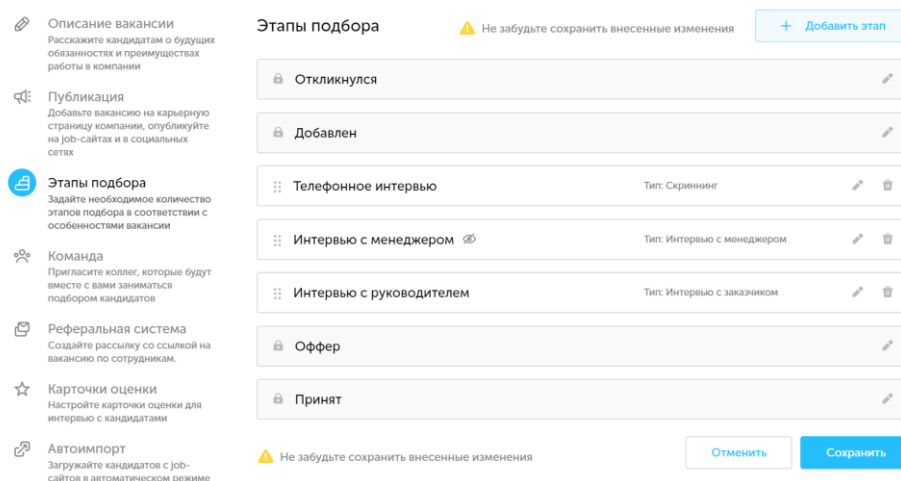 Описание вакансии
Расскажите кандидатам о будущих
обязанностях и преимуществах
работы в компании
Публикация
Добавьте вакансию на карьерную
страницу компании, опубликуйте
на job-сайтах и в социальных
сетях
Этапы подбора
Задайте необходимое количество
этапов подбора в соответствии с
особенностями вакансии
Команда
Пригласите коллег, которые будут
вместе с вами заниматься
подбором кандидатов
Реферальная система
Создайте рассылку со ссылкой на
вакансию по сотрудникам.
Карточки оценки
Настройте карточки оценки для
интервью с кандидатами
Автоимпорт
Загружайте кандидатов с job-
сайтов в автоматическом режиме
Этапы подбора
Не забудьте сохранить внесенные изменения
+ Добавить этап
Откликнулся
Добавлен
Телефонное интервью
Тип: Скриннинг
Интервью с менеджером
Тип: Интервью с менеджером
Интервью с руководителем
Тип: Интервью с заказчиком
Оффер
Принят
Не забудьте сохранить внесенные изменения
Отменить
Сохранить